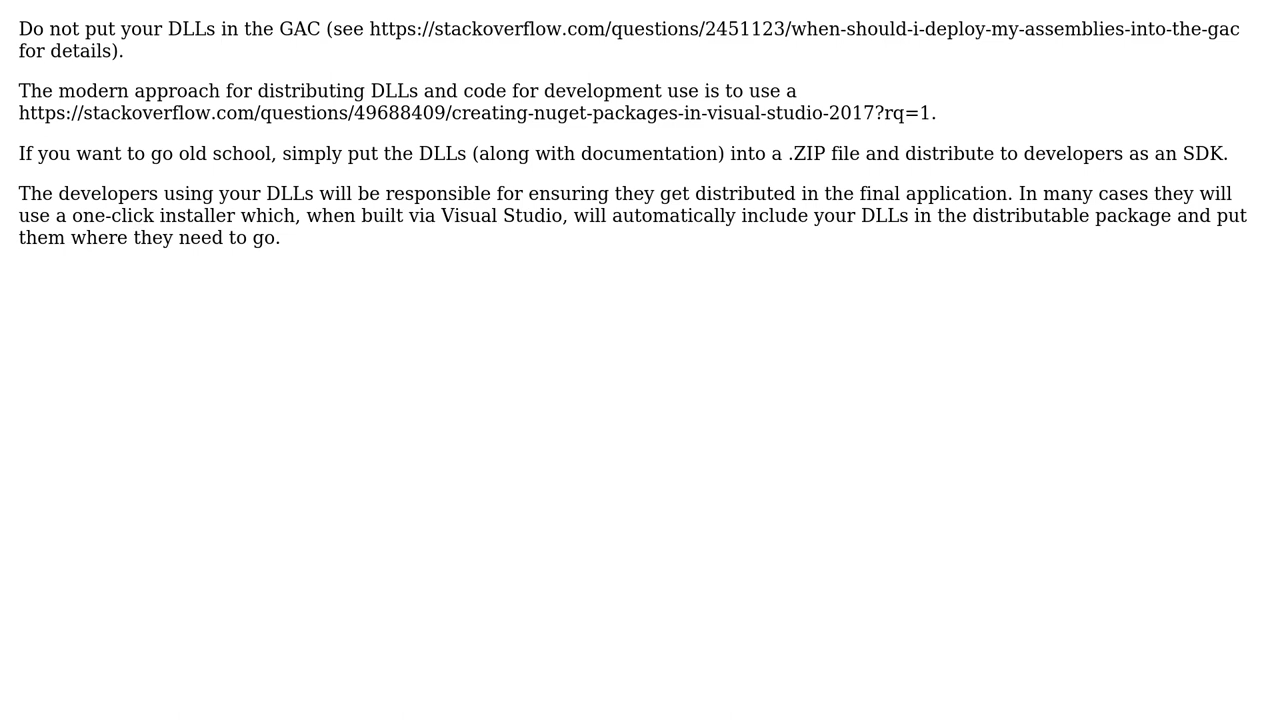 Do not put your DLLs in the GAC (see https://stackoverflow.com/questions/2451123/when-should-i-deploy-my-assemblies-into-the-gac
for details).
The modern approach for distributing DLLs and code for development use is to use a
https://stackoverflow.com/questions/49688409/creating-nuget-packages-in-visual-studio-2017?rq=1.
If you want to go old school, simply put the DLLs (along with documentation) into a .ZIP file and distribute to developers as an SDK.
The developers using your DLLs will be responsible for ensuring they get distributed in the final application. In many cases they will
use a one-click installer which, when built via Visual Studio, will automatically include your DLLs in the distributable package and put
them where they need to go.